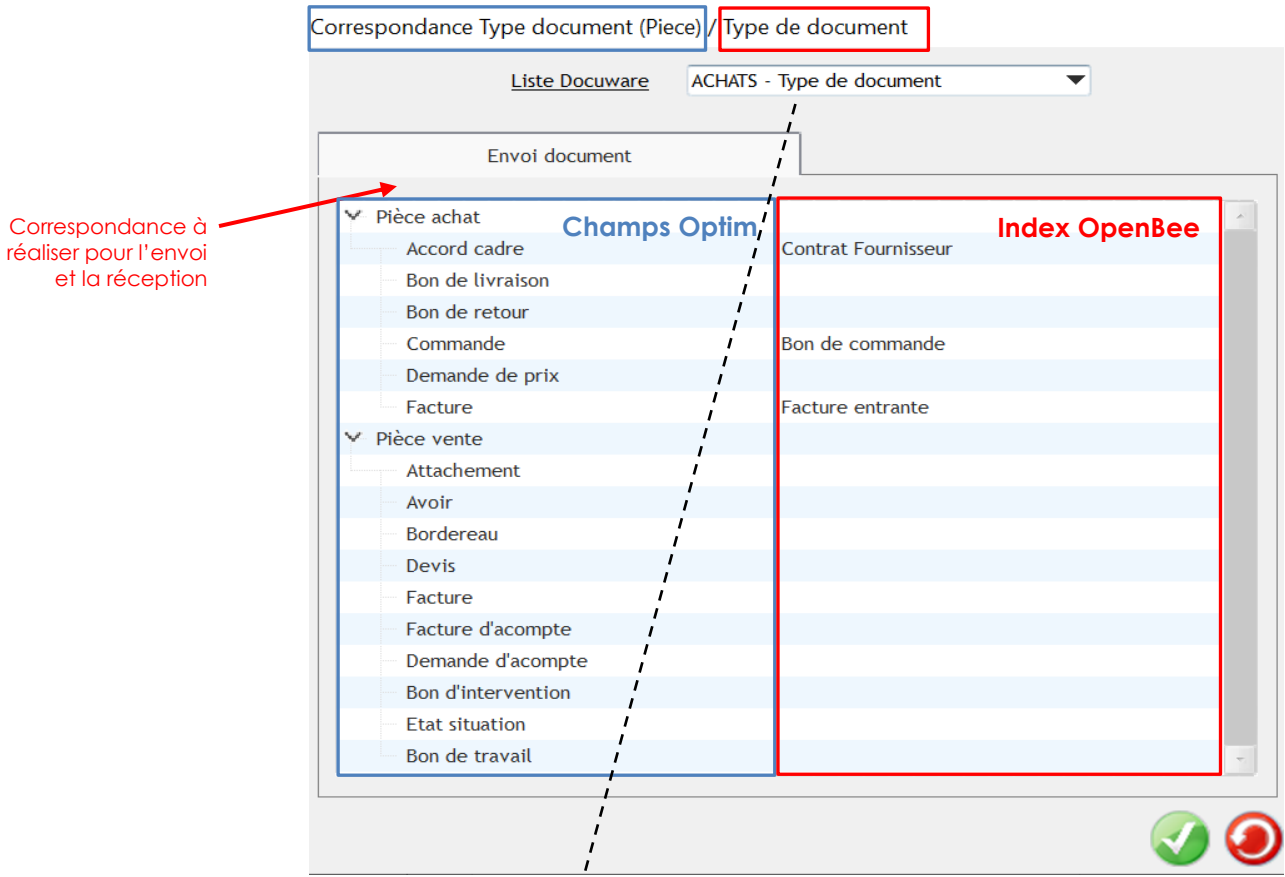 Correspondance Type document (Piece) / Type de document
Liste Docuware ACHATS - Type de document
Envoi document
Correspondance à
réaliser pour l'envoi
et la réception
Champs Optim
Index OpenBee
Pièce achat
Accord cadre Contrat Fournisseur
Bon de livraison
Bon de retour
Commande Bon de commande
Demande de prix
Facture Facture entrante
Pièce vente
Attachement
Avoir
Bordereau
Devis
Facture
Facture d'acompte
Demande d'acompte
Bon d'intervention
Etat situation
Bon de travail